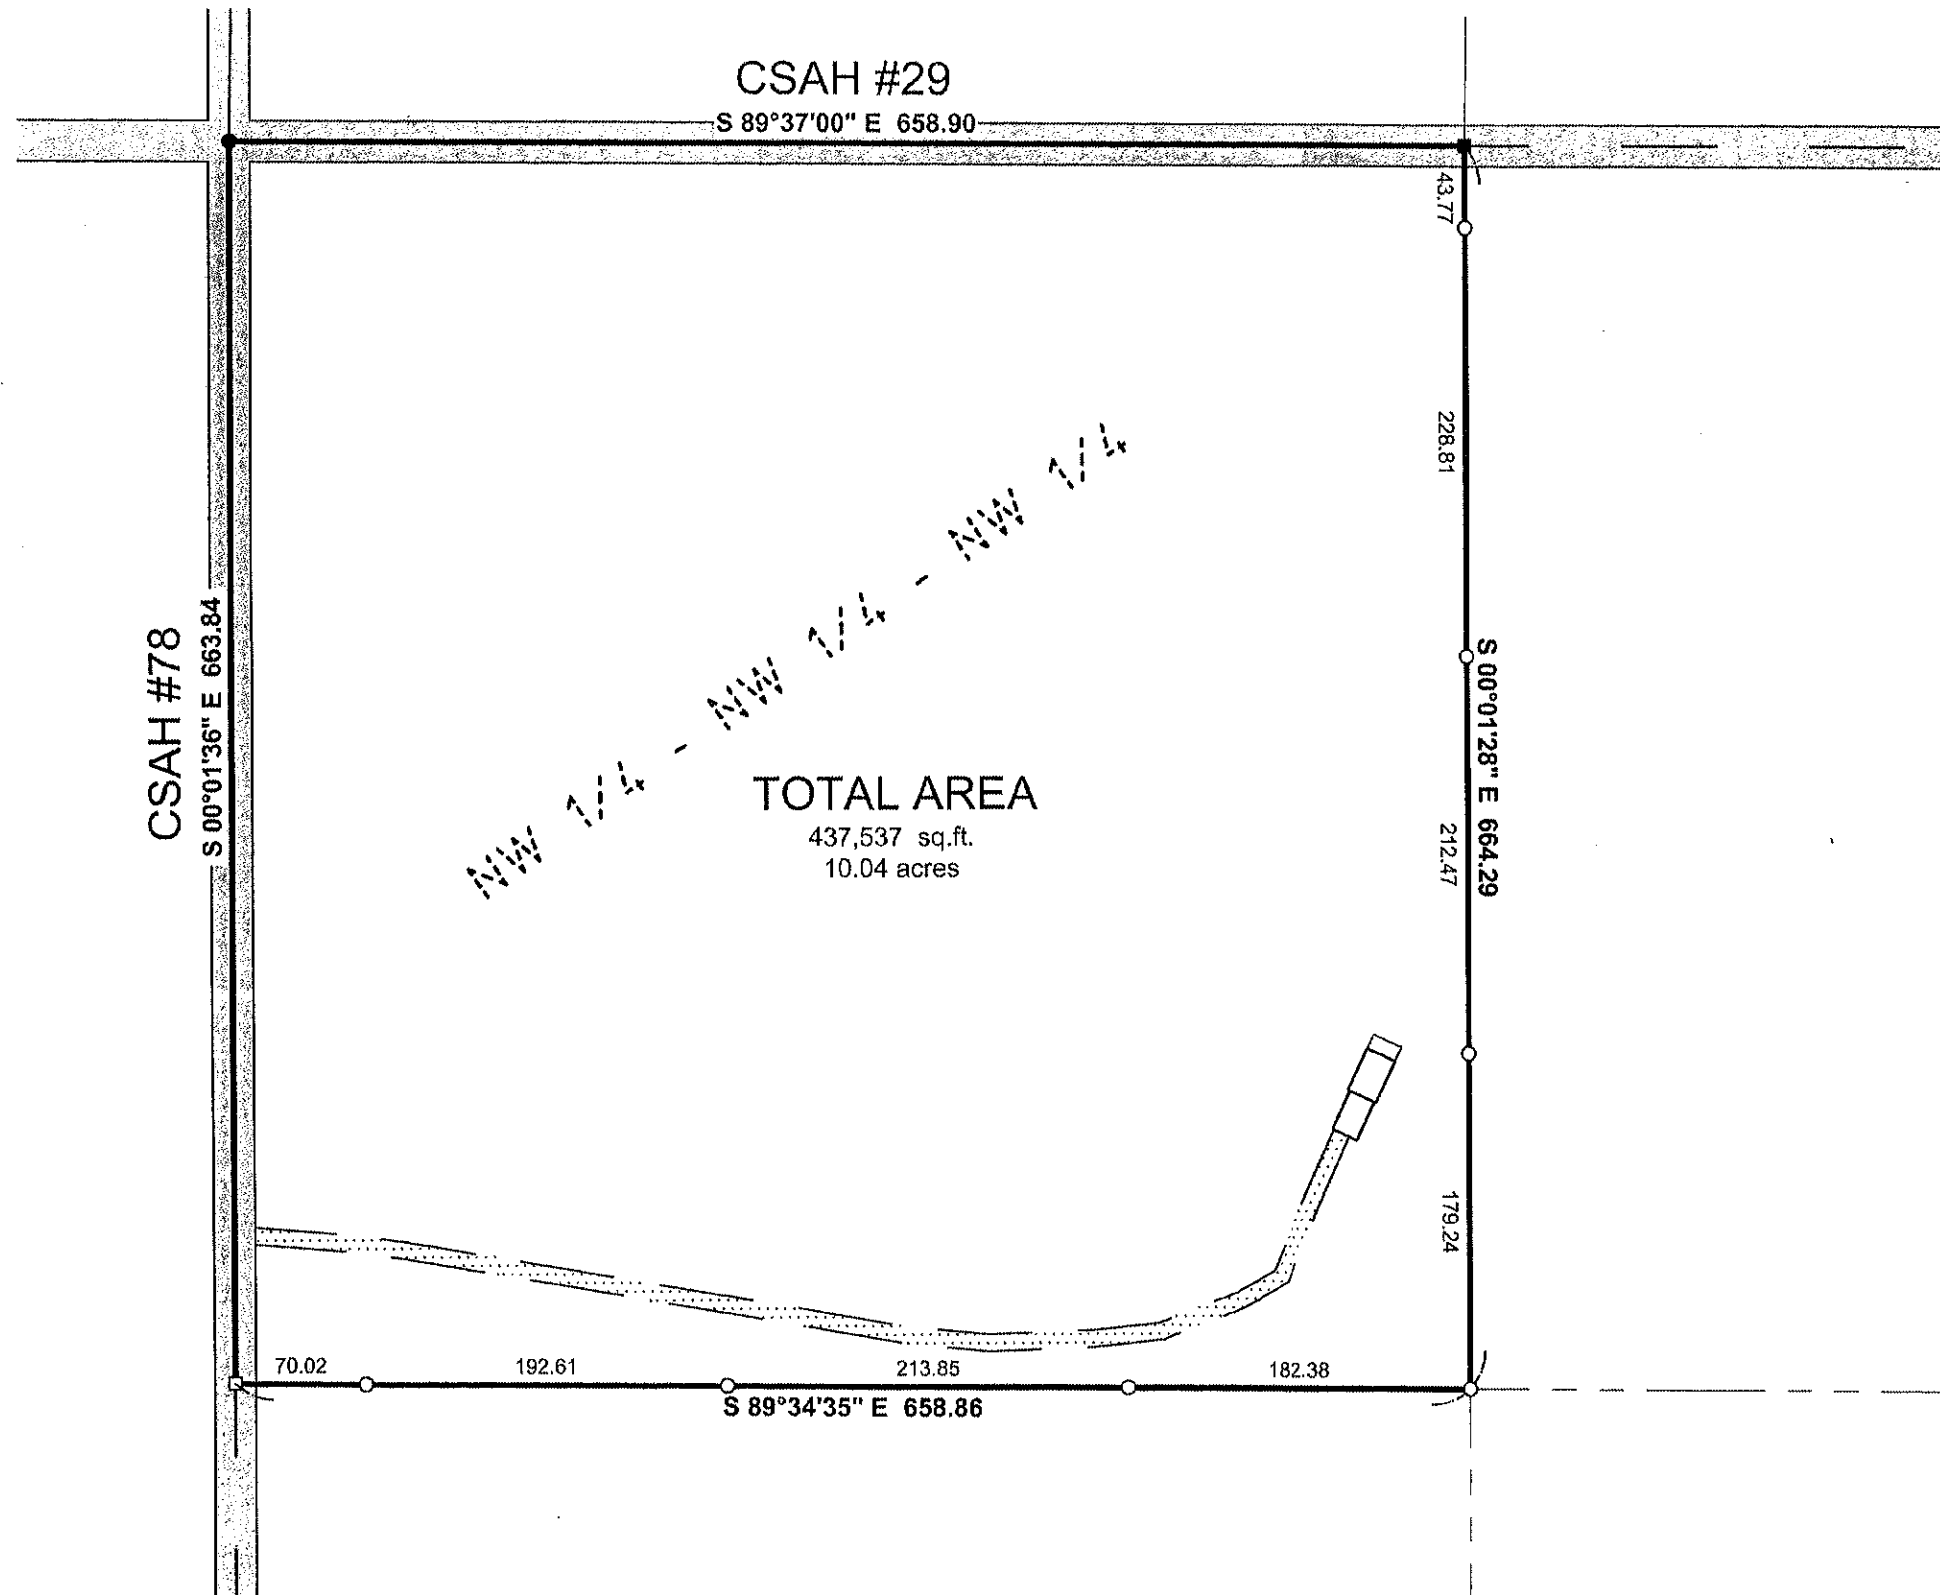 CSAH #29
S 89°37'00" E 658.90
43.77
228.81
S 00°01'28" E 664.29
212.47
179.24
CSAH #78
S 00°01'36" E 663.84
NW 1/4 - NW 1/4 - NW 1/4
TOTAL AREA
437,537 sq.ft.
10.04 acres
70.02
192.61
213.85
182.38
S 89°34'35" E 658.86